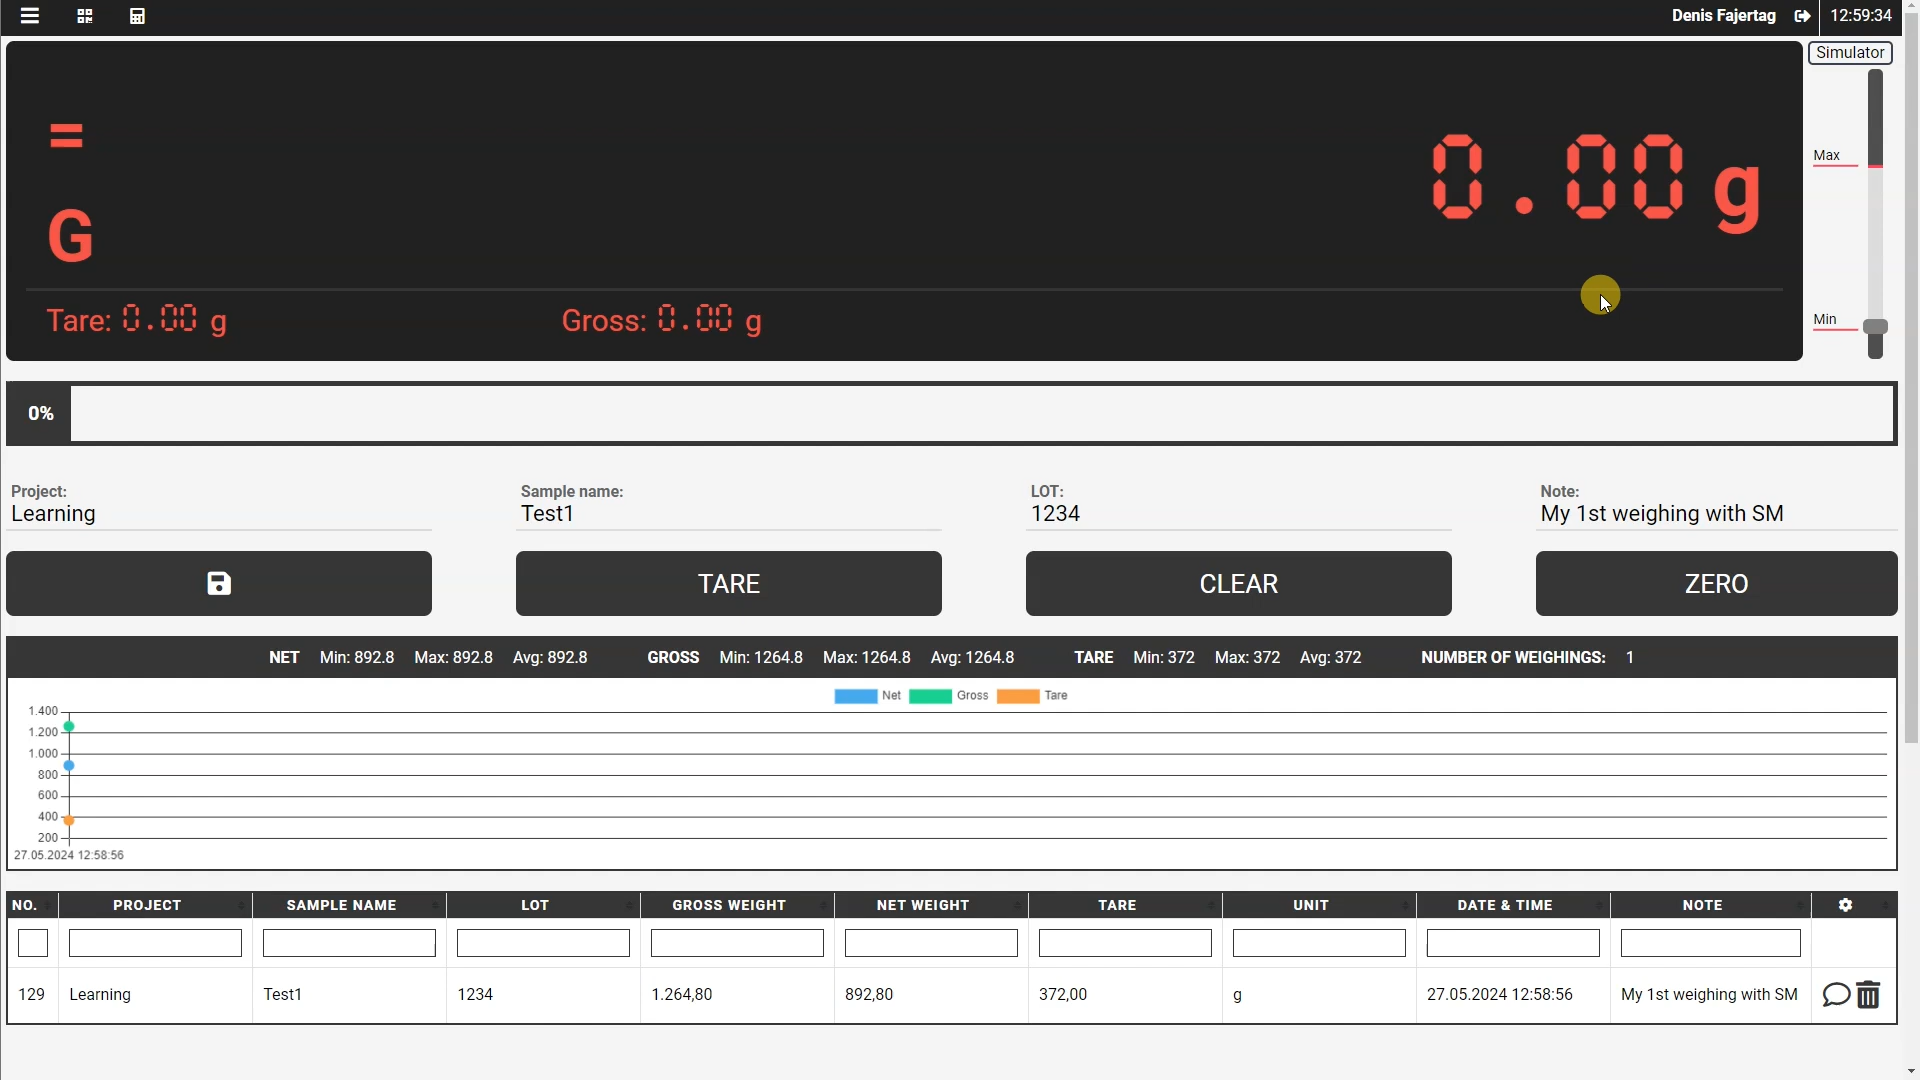 Denis Fajertag 12:59:34
Simulator
=
0.00 g
Max
G
Tare: 0.00 g Gross: 0.00 g
Min
0%
Project: Sample name: LOT: Note:
Learning Test1 1234 My 1st weighing with SM
TARE CLEAR ZERO
NET Min: 892.8 Max: 892.8 Avg: 892.8 GROSS Min: 1264.8 Max: 1264.8 Avg: 1264.8 TARE Min: 372 Max: 372 Avg: 372 NUMBER OF WEIGHINGS: 1
Net Gross Tare
1.400
1.200
1.000
800
600
400
200
27.05.2024 12:58:56
NO. PROJECT SAMPLE NAME LOT GROSS WEIGHT NET WEIGHT TARE UNIT DATE & TIME NOTE
129 Learning Test1 1234 1.264,80 892,80 372,00 g 27.05.2024 12:58:56 My 1st weighing with SM